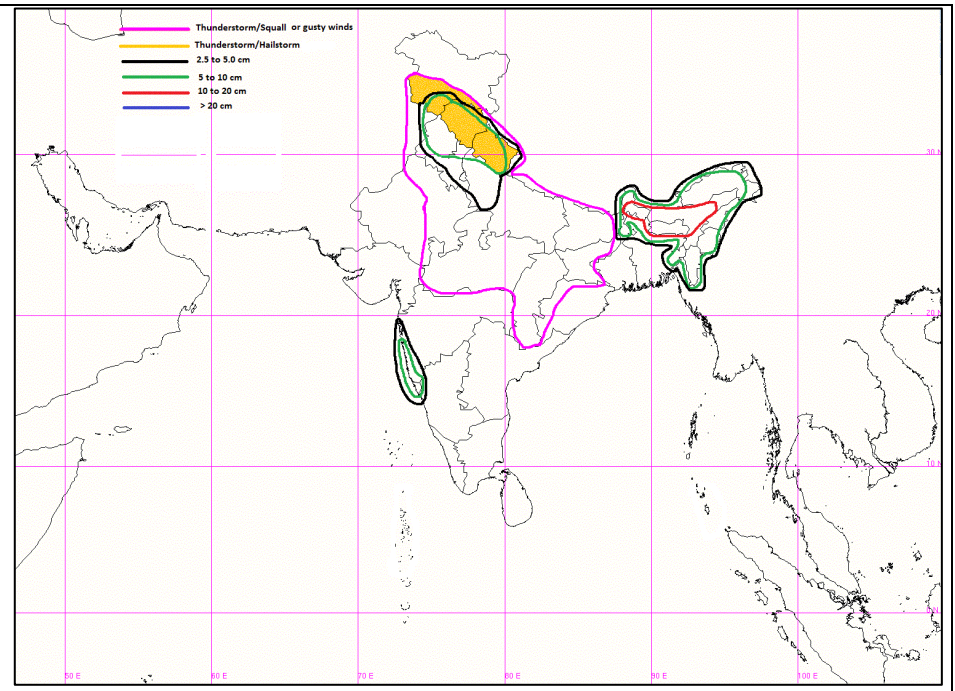 Thunderstorm/Squall or gusty winds
Thunderstorm/Hailstorm
2.5 to 5.0 cm
5 to 10 cm
10 to 20 cm
> 20 cm
30 N
20 N
10 N
50 E
60 E
70 E
80 E
90 E
100 E